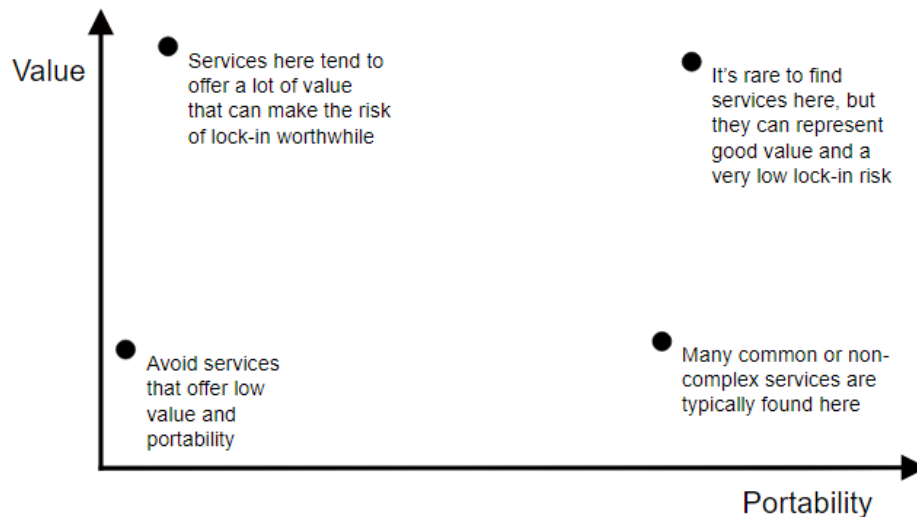 Value
Services here tend to
offer a lot of value
that can make the risk
of lock-in worthwhile
It's rare to find
services here, but
they can represent
good value and a
very low lock-in risk
Avoid services
that offer low
value and
portability
Many common or non-
complex services are
typically found here
Portability